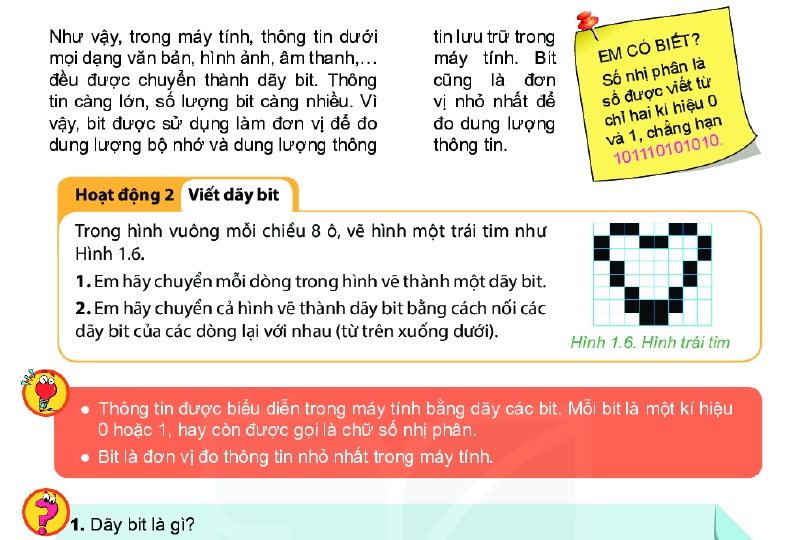 Như vậy, trong máy tính, thông tin dưới
mọi dạng văn bản, hình ảnh, âm thanh,…
đều được chuyển thành dãy bit. Thông
tin càng lớn, số lượng bit càng nhiều. Vì
vậy, bit được sử dụng làm đơn vị để đo
dung lượng bộ nhớ và dung lượng thông
tin lưu trữ trong
máy tính. Bit
cũng là đơn
vị nhỏ nhất để
đo dung lượng
thông tin.
EM CÓ BIẾT?
Số nhị phân là
số được viết từ
chỉ hai kí hiệu 0
và 1, chẳng hạn
101110101010.
Hoạt động 2 Viết dãy bit
Trong hình vuông mỗi chiều 8 ô, vẽ hình một trái tim như
Hình 1.6.
1. Em hãy chuyển mỗi dòng trong hình vẽ thành một dãy bit.
2. Em hãy chuyển cả hình vẽ thành dãy bit bằng cách nối các
dãy bit của các dòng lại với nhau (từ trên xuống dưới).
Hình 1.6. Hình trái tim
● Thông tin được biểu diễn trong máy tính bằng dãy các bit. Mỗi bit là một kí hiệu
0 hoặc 1, hay còn được gọi là chữ số nhị phân.
● Bit là đơn vị đo thông tin nhỏ nhất trong máy tính.
1. Dãy bit là gì?